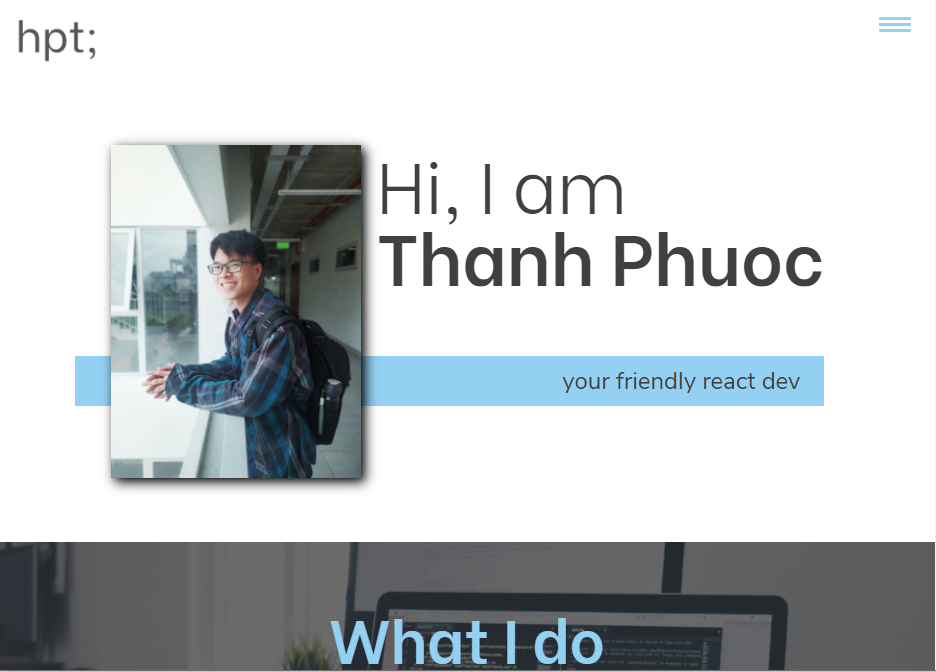 hpt;
Hi, I am
Thanh Phuoc
your friendly react dev
What I do